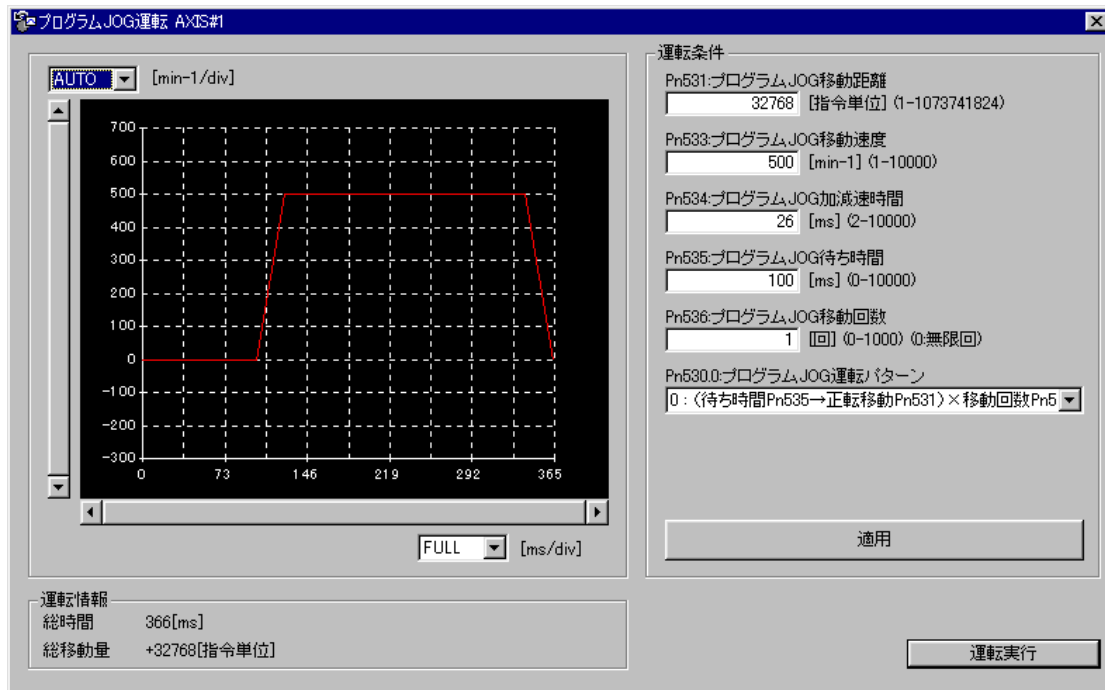 プログラムJOG運転 AXIS#1
AUTO [min-1/div]
700
600
500
400
300
200
100
0
-100
-200
-300
0 73 146 219 292 365
FULL [ms/div]
運転条件
Pn531:プログラムJOG移動距離
32768 [指令単位] (1-1073741824)
Pn533:プログラムJOG移動速度
500 [min-1] (1-10000)
Pn534:プログラムJOG加減速時間
26 [ms] (2-10000)
Pn535:プログラムJOG待ち時間
100 [ms] (0-10000)
Pn536:プログラムJOG移動回数
1 [回] (0-1000) (0:無限回)
Pn530.0:プログラムJOG運転パターン
0 : (待ち時間Pn535→正転移動Pn531)×移動回数Pn5
適用
運転情報
総時間 366[ms]
総移動量 +32768[指令単位]
運転実行